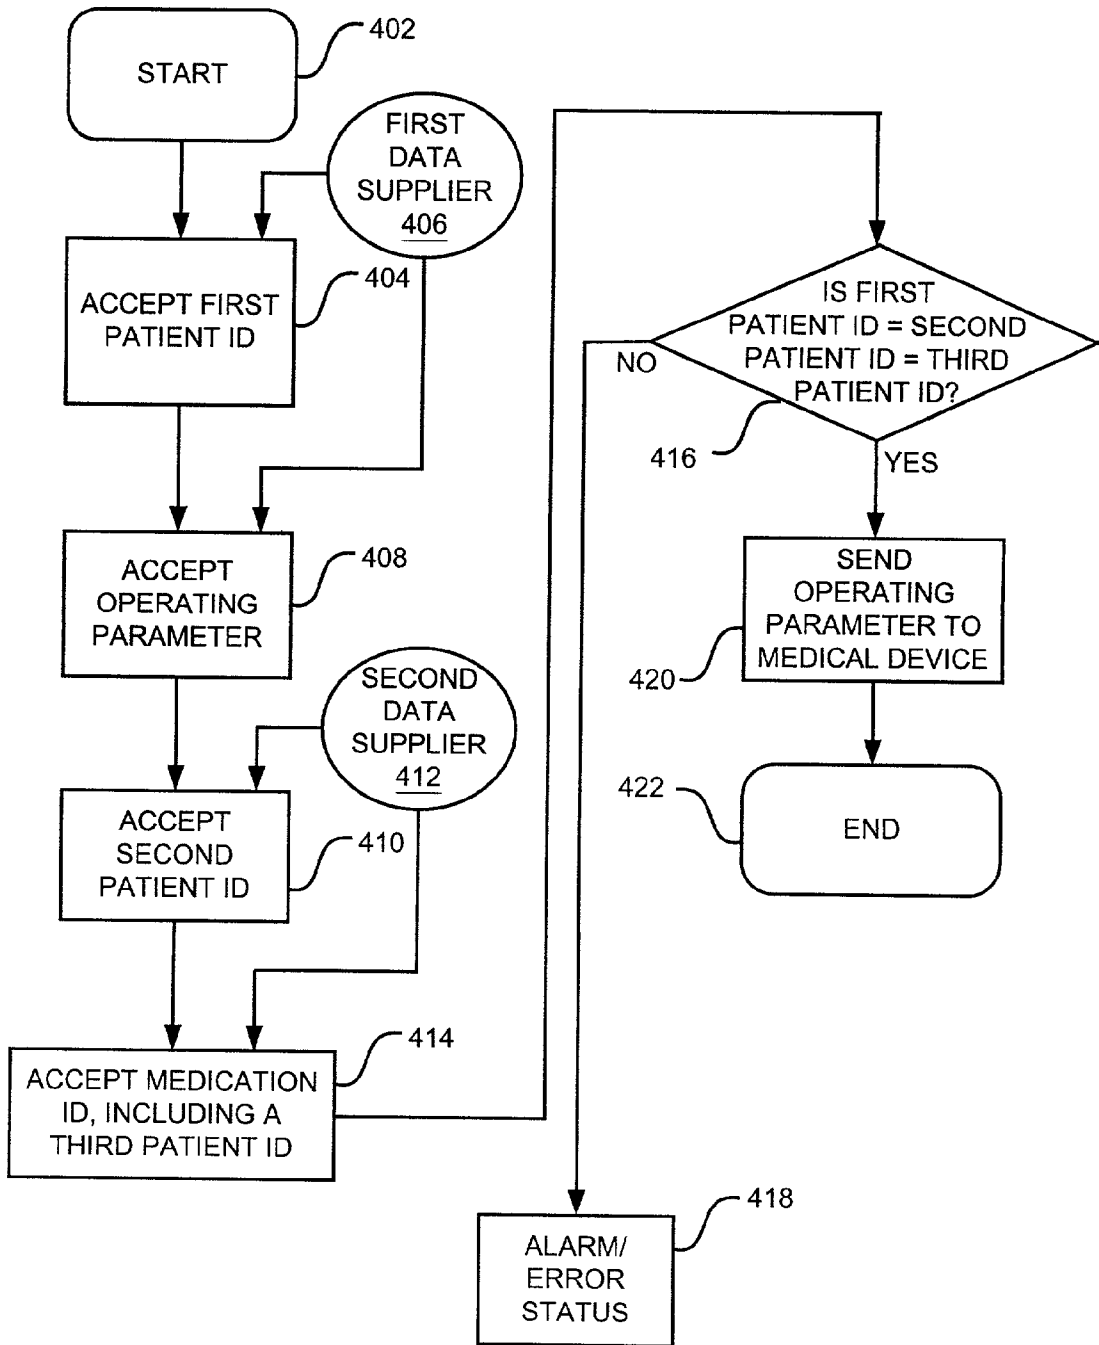 START
402
FIRST
DATA
SUPPLIER
406
ACCEPT FIRST
PATIENT ID
404
ACCEPT
OPERATING
PARAMETER
408
SECOND
DATA
SUPPLIER
412
ACCEPT
SECOND
PATIENT ID
410
ACCEPT MEDICATION
ID, INCLUDING A
THIRD PATIENT ID
414
IS FIRST
PATIENT ID = SECOND
PATIENT ID = THIRD
PATIENT ID?
NO
416
YES
SEND
OPERATING
PARAMETER TO
MEDICAL DEVICE
420
END
422
ALARM/
ERROR
STATUS
418